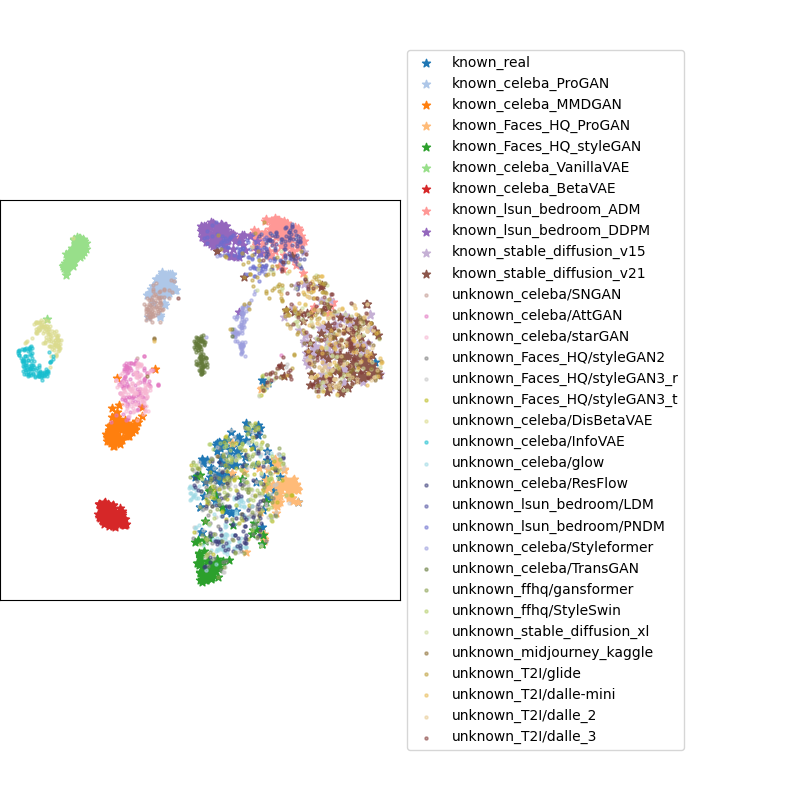 known_real
known_celeba_ProGAN
known_celeba_MMDGAN
known_Faces_HQ_ProGAN
known_Faces_HQ_styleGAN
known_celeba_VanillaVAE
known_celeba_BetaVAE
known_lsun_bedroom_ADM
known_lsun_bedroom_DDPM
known_stable_diffusion_v15
known_stable_diffusion_v21
unknown_celeba/SNGAN
unknown_celeba/AttGAN
unknown_celeba/starGAN
unknown_Faces_HQ/styleGAN2
unknown_Faces_HQ/styleGAN3_r
unknown_Faces_HQ/styleGAN3_t
unknown_celeba/DisBetaVAE
unknown_celeba/InfoVAE
unknown_celeba/glow
unknown_celeba/ResFlow
unknown_lsun_bedroom/LDM
unknown_lsun_bedroom/PNDM
unknown_celeba/Styleformer
unknown_celeba/TransGAN
unknown_ffhq/gansformer
unknown_ffhq/StyleSwin
unknown_stable_diffusion_xl
unknown_midjourney_kaggle
unknown_T2I/glide
unknown_T2I/dalle-mini
unknown_T2I/dalle_2
unknown_T2I/dalle_3